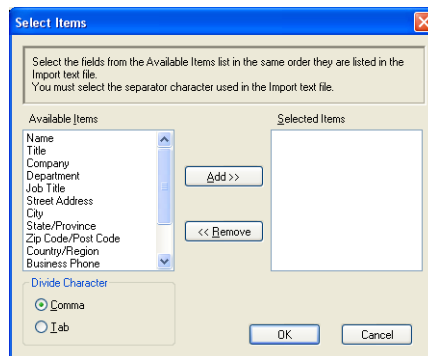 Select Items
Select the fields from the Available Items list in the same order they are listed in the
Import text file.
You must select the separator character used in the Import text file.
Available Items
Selected Items
Name
Title
Company
Department
Job Title
Street Address
City
State/Province
Zip Code/Post Code
Country/Region
Business Phone
Add >>
<< Remove
Divide Character
Comma
Tab
OK
Cancel